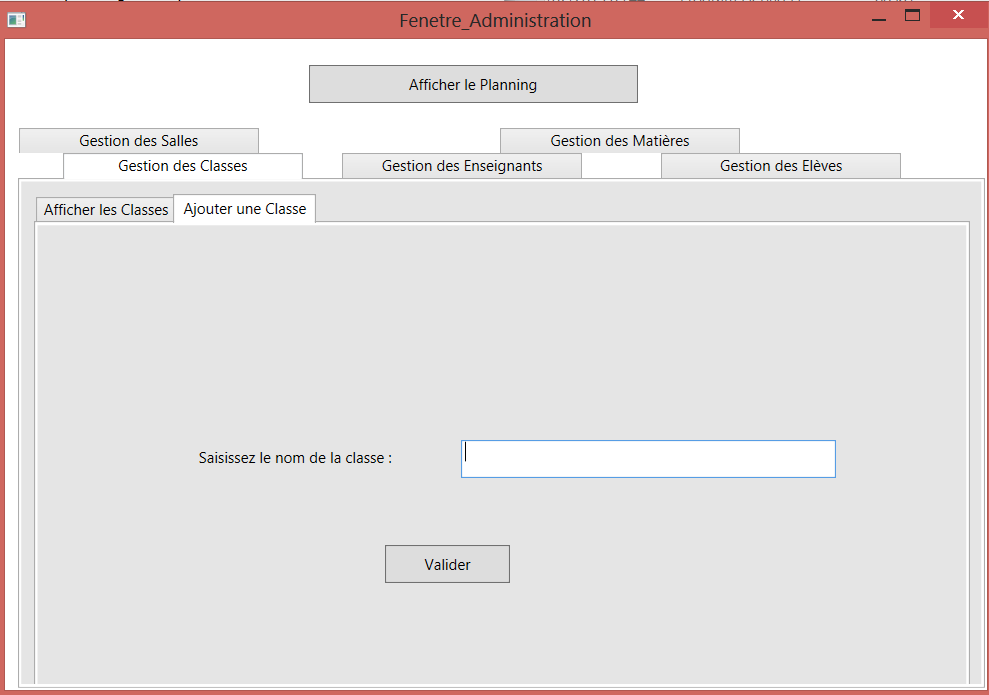 Fenetre_Administration
Afficher le Planning
Gestion des Salles
Gestion des Matières
Gestion des Classes
Gestion des Enseignants
Gestion des Elèves
Afficher les Classes
Ajouter une Classe
Saisissez le nom de la classe :
Valider